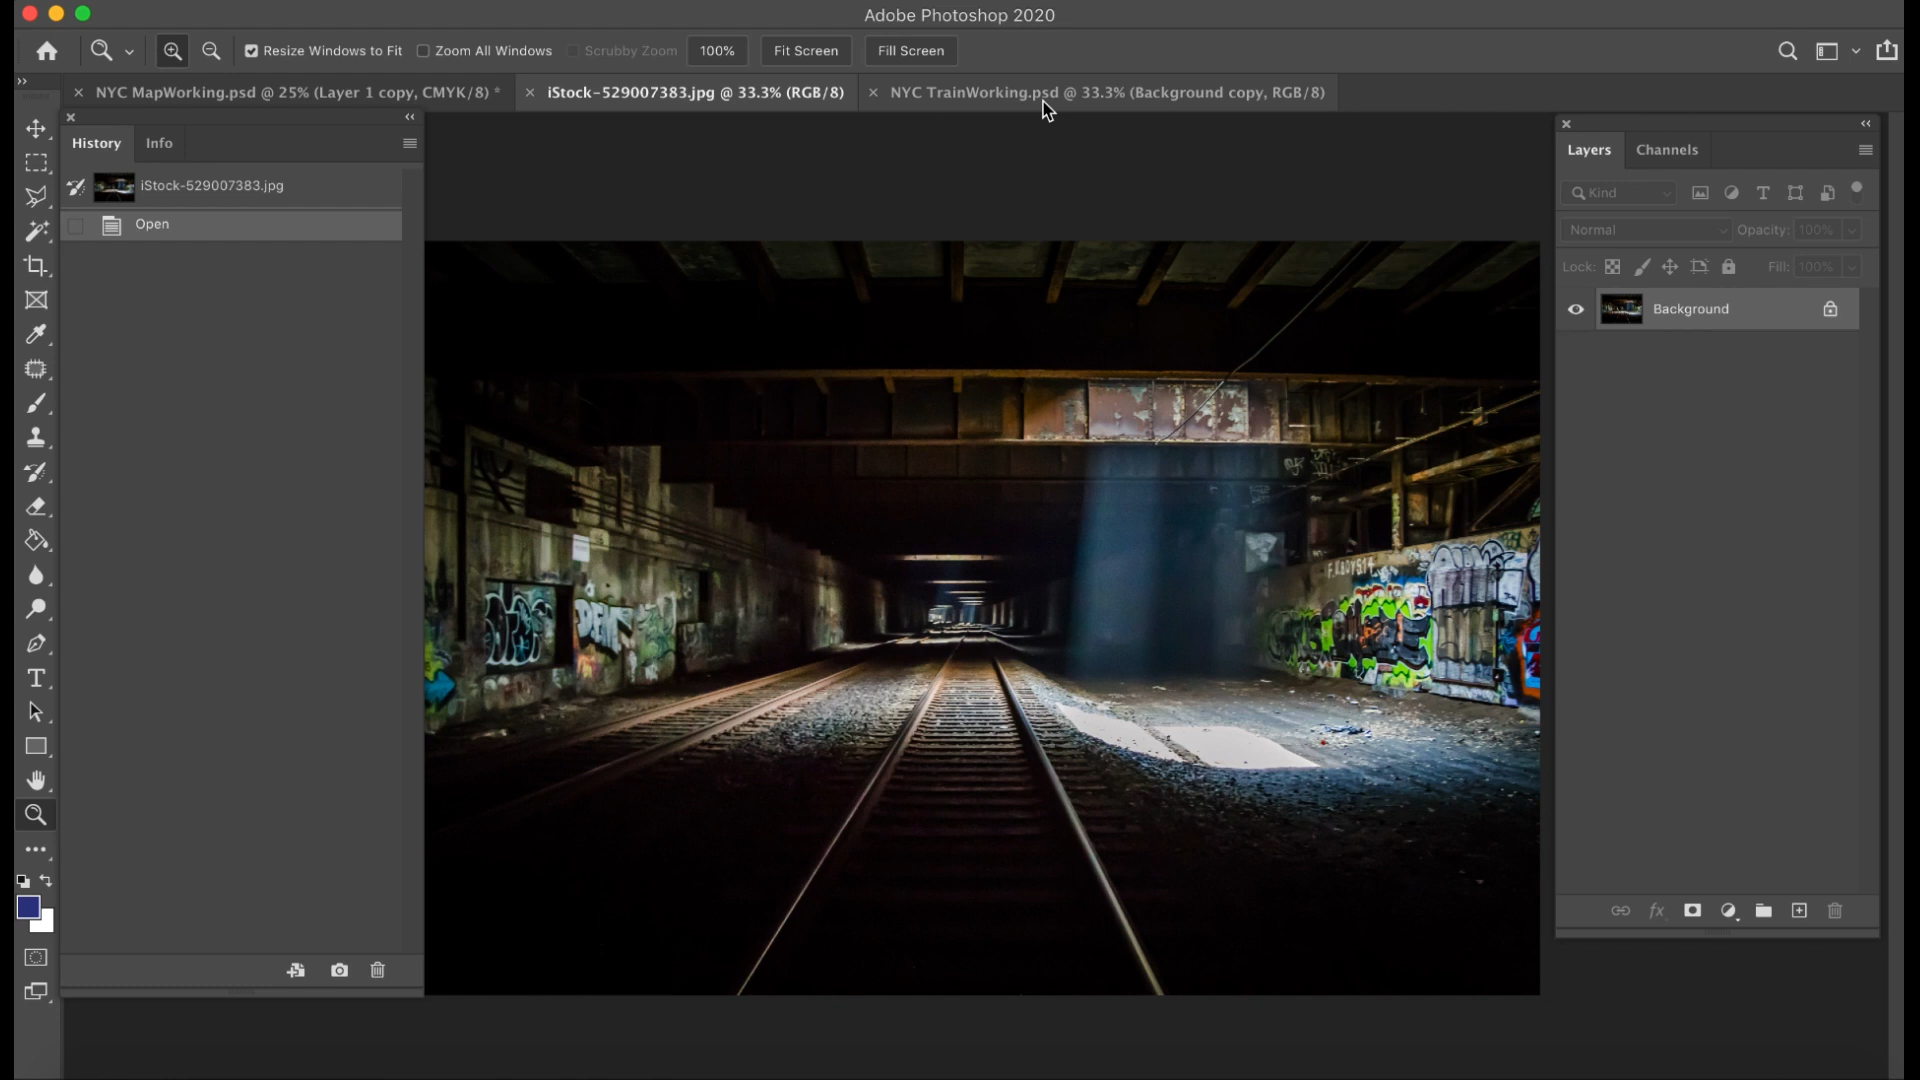 Adobe Photoshop 2020
Resize Windows to Fit
Zoom All Windows
Scrubby Zoom
100%
Fit Screen
Fill Screen
NYC MapWorking.psd @ 25% (Layer 1 copy, CMYK/8) *
iStock-529007383.jpg @ 33.3% (RGB/8)
NYC TrainWorking.psd @ 33.3% (Background copy, RGB/8)
History
Info
iStock-529007383.jpg
Open
Layers
Channels
Kind
Normal
Opacity: 100%
Lock:
Fill: 100%
Background
fx